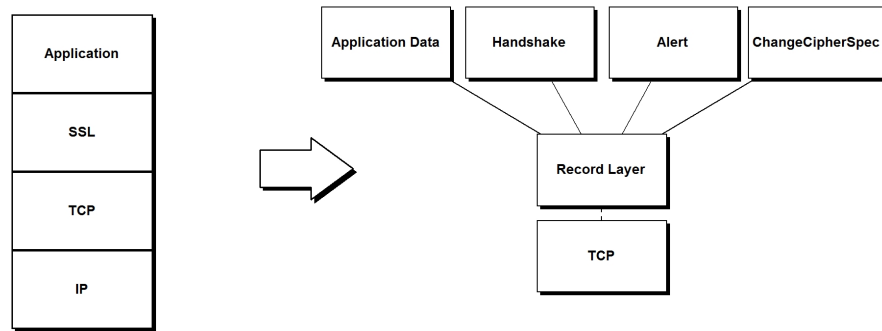 Application
SSL
TCP
IP
Application Data
Handshake
Alert
ChangeCipherSpec
Record Layer
TCP